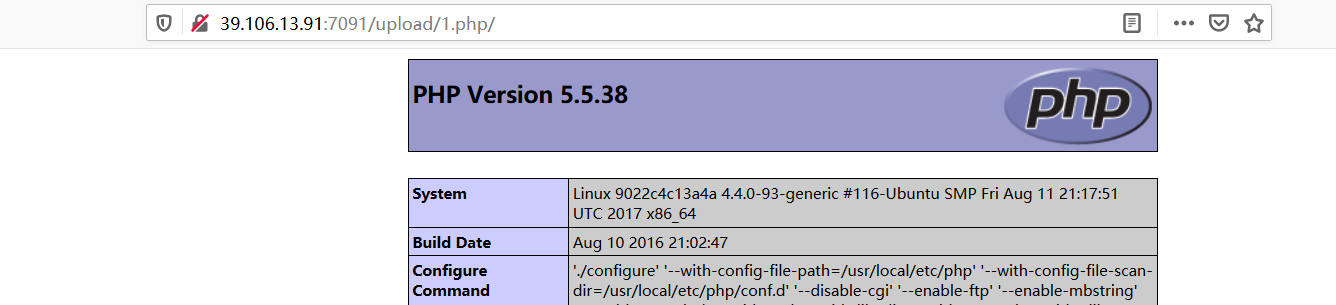 39.106.13.91:7091/upload/1.php/
PHP Version 5.5.38
php
System
Linux 9022c4c13a4a 4.4.0-93-generic #116-Ubuntu SMP Fri Aug 11 21:17:51
UTC 2017 x86_64
Build Date
Aug 10 2016 21:02:47
Configure
Command
'./configure' '--with-config-file-path=/usr/local/etc/php' '--with-config-file-scan-
dir=/usr/local/etc/php/conf.d' '--disable-cgi' '--enable-ftp' '--enable-mbstring'